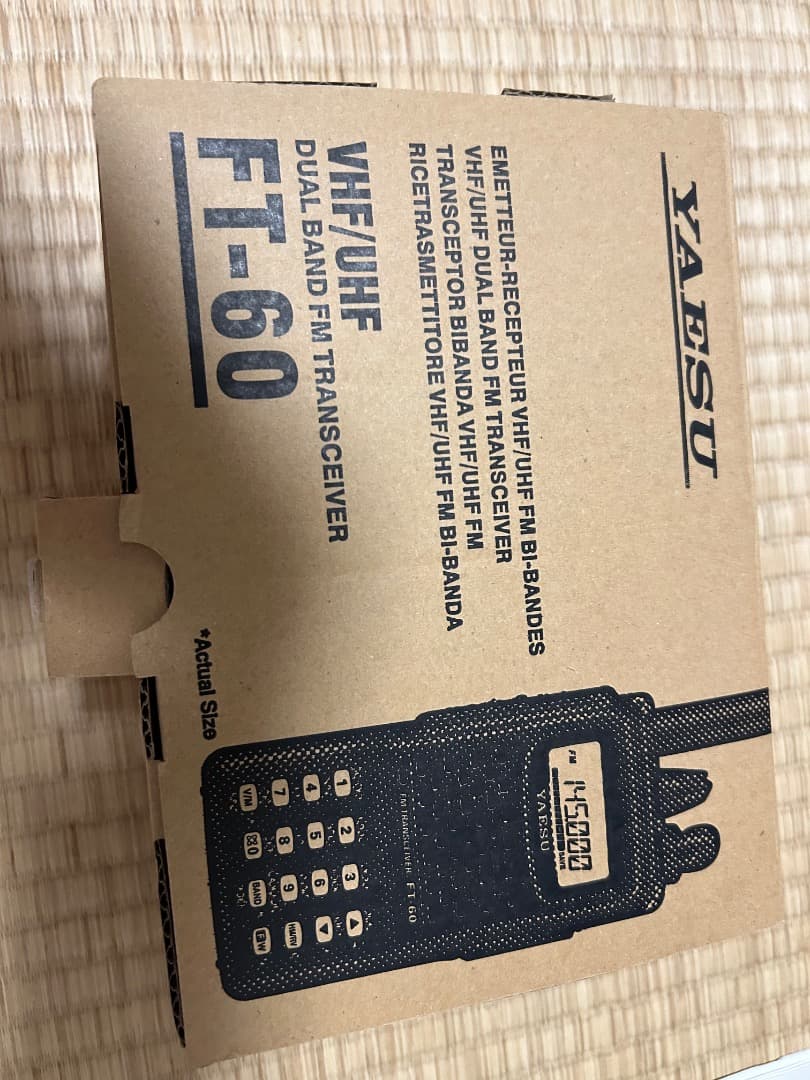 YAESU
EMETTEUR-RECEPTEUR VHF/UHF FM BI-BANDES
VHF/UHF DUAL BAND FM TRANSCEIVER
TRANSCEPTOR BIBANDA VHF/UHF FM
RICETRASMETTITORE VHF/UHF FM BI-BANDA
VHF/UHF
DUAL BAND FM TRANSCEIVER
FT-60
*Actual Size
FM 145.000
YAESU
FM TRANSCEIVER FT-60
1 2 3 ▲
4 5 6 ▼
7 8 9 HM/RV
V/M 0 BAND F W